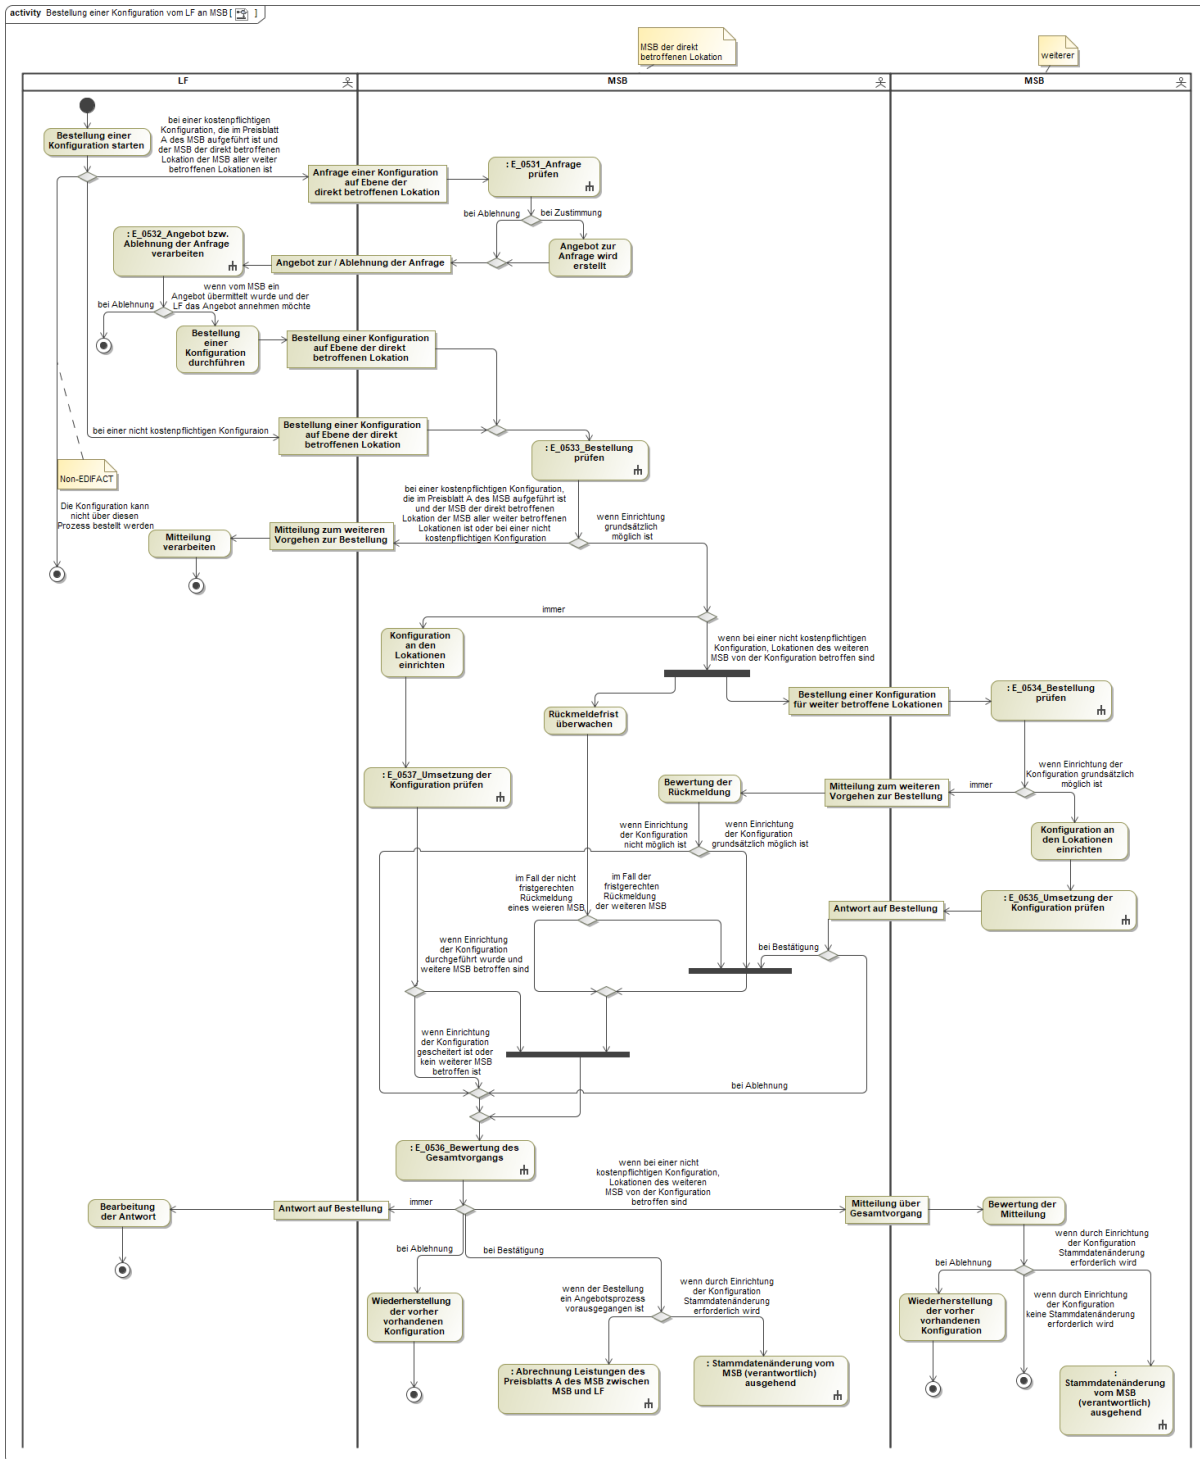 activity Bestellung einer Konfiguration vom LF an MSB [ ]
MSB der direkt
betroffenen Lokation
weiterer
LF
MSB
MSB
Bestellung einer
Konfiguration starten
bei einer kostenpflichtigen
Konfiguration, die im Preisblatt
A des MSB aufgeführt ist und
der MSB der direkt betroffenen
Lokation der MSB aller weiter
betroffenen Lokationen ist
Anfrage einer Konfiguration
auf Ebene der
direkt betroffenen Lokation
: E_0531_Anfrage
prüfen
bei Ablehnung
bei Zustimmung
Angebot zur
Anfrage wird
erstellt
Angebot zur / Ablehnung der Anfrage
: E_0532_Angebot bzw.
Ablehnung der Anfrage
verarbeiten
wenn vom MSB ein
Angebot übermittelt wurde und der
LF das Angebot annehmen möchte
bei Ablehnung
Bestellung
einer
Konfiguration
durchführen
Bestellung einer Konfiguration
auf Ebene der direkt
betroffenen Lokation
bei einer nicht kostenpflichtigen Konfiguraion
Bestellung einer Konfiguration
auf Ebene der direkt
betroffenen Lokation
: E_0533_Bestellung
prüfen
Non-EDIFACT
Die Konfiguration kann
nicht über diesen
Prozess bestellt werden
bei einer kostenpflichtigen Konfiguration,
die im Preisblatt A des MSB aufgeführt ist
und der MSB der direkt betroffenen
Lokation der MSB aller weiter betroffenen
Lokationen ist oder bei einer nicht
kostenpflichtigen Konfiguration
wenn Einrichtung
grundsätzlich
möglich ist
Mitteilung zum weiteren
Vorgehen zur Bestellung
Mitteilung
verarbeiten
immer
Konfiguration
an den
Lokationen
einrichten
wenn bei einer nicht kostenpflichtigen
Konfiguration, Lokationen des weiteren
MSB von der Konfiguration betroffen sind
Bestellung einer Konfiguration
für weiter betroffene Lokationen
: E_0534_Bestellung
prüfen
Rückmeldefrist
überwachen
: E_0537_Umsetzung der
Konfiguration prüfen
Bewertung der
Rückmeldung
Mitteilung zum weiteren
Vorgehen zur Bestellung
immer
wenn Einrichtung der
Konfiguration grundsätzlich
möglich ist
Konfiguration an
den Lokationen
einrichten
wenn Einrichtung
der Konfiguration
nicht möglich ist
wenn Einrichtung
der Konfiguration
grundsätzlich möglich ist
im Fall der nicht
fristgerechten
Rückmeldung
eines weieren MSB
im Fall der
fristgerechten
Rückmeldung
der weiteren MSB
: E_0535_Umsetzung der
Konfiguration prüfen
Antwort auf Bestellung
bei Bestätigung
wenn Einrichtung
der Konfiguration
durchgeführt wurde und
weitere MSB betroffen sind
wenn Einrichtung
der Konfiguration
gescheitert ist oder
kein weiterer MSB
betroffen ist
bei Ablehnung
: E_0536_Bewertung des
Gesamtvorgangs
wenn bei einer nicht
kostenpflichtigen Konfiguration,
Lokationen des weiteren
MSB von der Konfiguration
betroffen sind
Bearbeitung
der Antwort
Antwort auf Bestellung
immer
Mitteilung über
Gesamtvorgang
Bewertung der
Mitteilung
bei Ablehnung
bei Bestätigung
wenn durch Einrichtung
der Konfiguration
Stammdatenänderung
erforderlich wird
bei Ablehnung
wenn der Bestellung
ein Angebotsprozess
vorausgegangen ist
wenn durch Einrichtung
der Konfiguration
Stammdatenänderung
erforderlich wird
Wiederherstellung
der vorher
vorhandenen
Konfiguration
Wiederherstellung
der vorher
vorhandenen
Konfiguration
wenn durch Einrichtung
der Konfiguration
keine Stammdatenänderung
erforderlich wird
: Abrechnung Leistungen des
Preisblatts A des MSB zwischen
MSB und LF
: Stammdatenänderung vom
MSB (verantwortlich)
ausgehend
:
Stammdatenänderung
vom MSB
(verantwortlich)
ausgehend